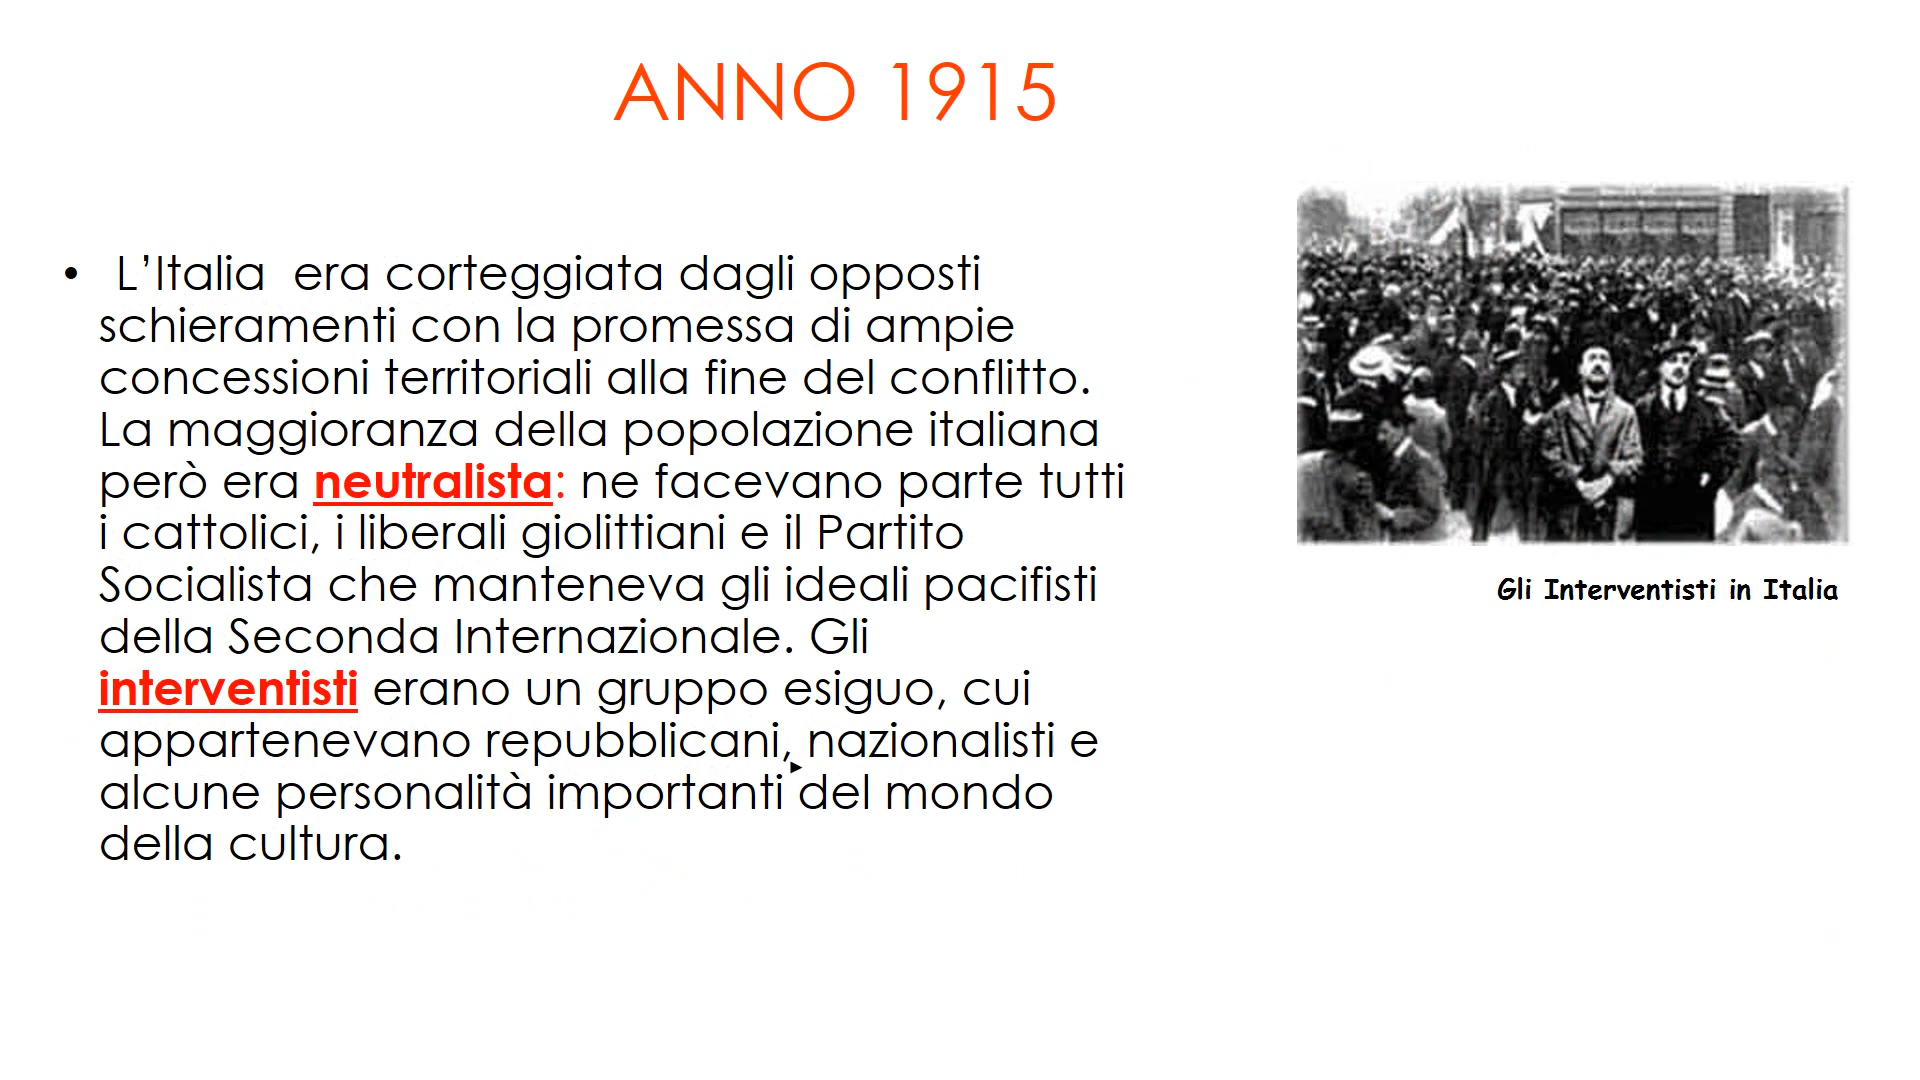 ANNO 1915
• L’Italia era corteggiata dagli opposti
schieramenti con la promessa di ampie
concessioni territoriali alla fine del conflitto.
La maggioranza della popolazione italiana
però era neutralista: ne facevano parte tutti
i cattolici, i liberali giolittiani e il Partito
Socialista che manteneva gli ideali pacifisti
della Seconda Internazionale. Gli
interventisti erano un gruppo esiguo, cui
appartenevano repubblicani, nazionalisti e
alcune personalità importanti del mondo
della cultura.
Gli Interventisti in Italia